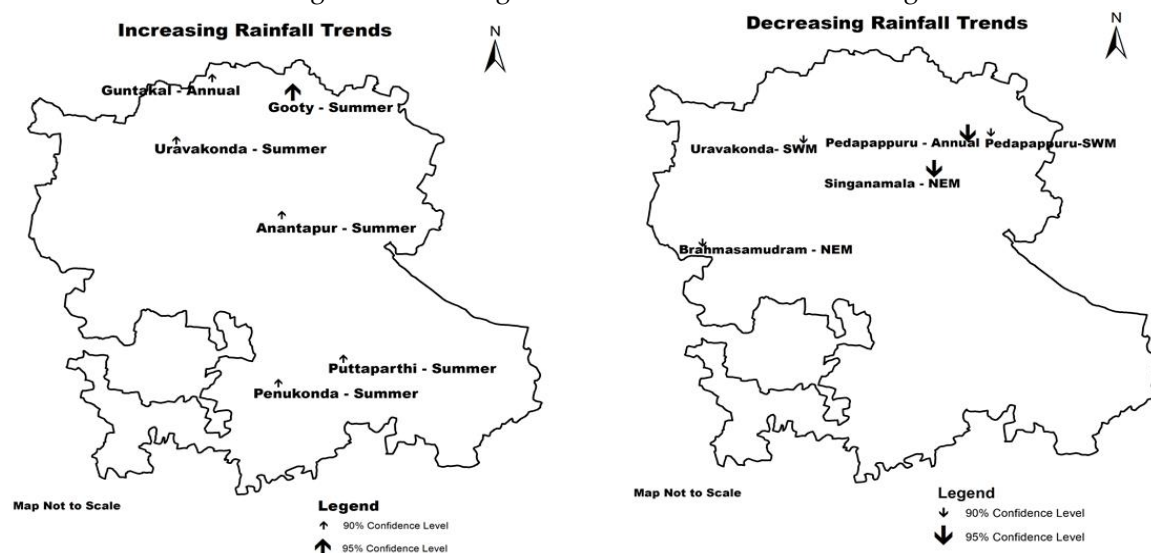 Increasing Rainfall Trends
N
Guntakal - Annual
Gooty - Summer
Uravakonda - Summer
Anantapur - Summer
Puttaparthi - Summer
Penukonda - Summer
Map Not to Scale
Legend
90% Confidence Level
95% Confidence Level
Decreasing Rainfall Trends
N
Uravakonda- SWM
Pedapappuru - Annual
Pedapappuru-SWM
Singanamala - NEM
Brahmasamudram - NEM
Map Not to Scale
Legend
90% Confidence Level
95% Confidence Level